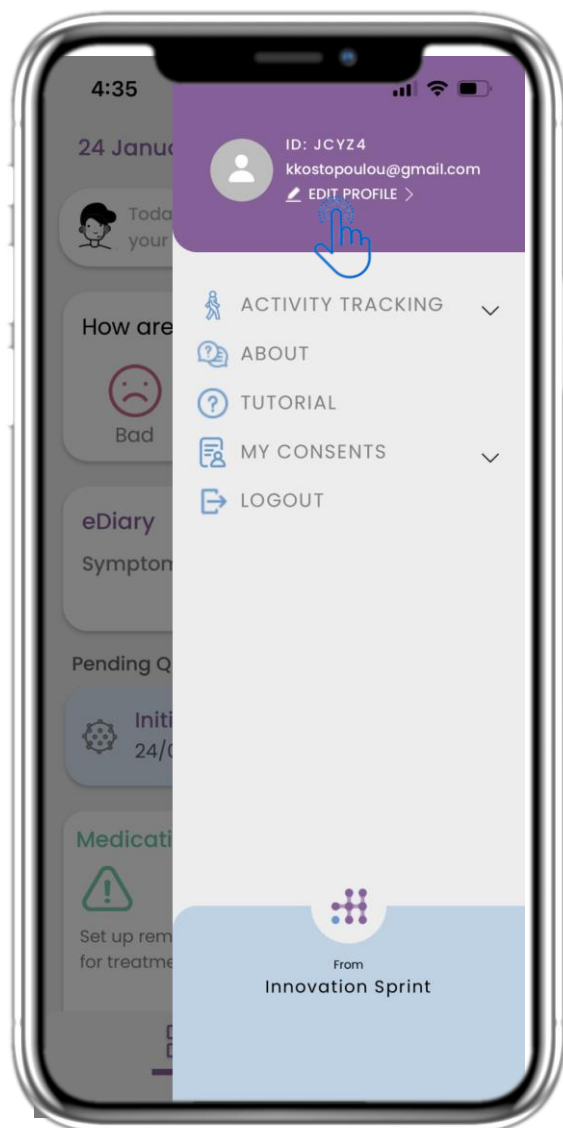 4:35
24 Janu
ID: JCYZ4
kkostopoulou@gmail.com
EDIT PROFILE >
Toda
your
ACTIVITY TRACKING
ABOUT
TUTORIAL
MY CONSENTS
LOGOUT
How are
Bad
eDiary
Sympto
Pending Q
Initi
24/0
Medicati
Set up rem
for treatme
From
Innovation Sprint